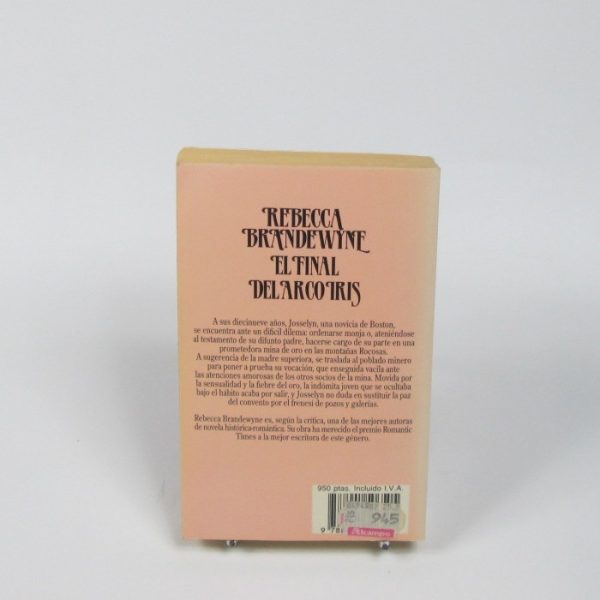 REBECCA
BRANDEWYNE
EL FINAL
DEL ARCO IRIS
A sus diecinueve años, Josselyn, una novicia de Boston,
se encuentra ante un difícil dilema: ordenarse monja o, ateniéndose
al testamento de su difunto padre, hacerse cargo de su parte en una
prometedora mina de oro en las montañas Rocosas.
A sugerencia de la madre superiora, se traslada al poblado minero
para poner a prueba su vocación, que enseguida vacila ante
las atenciones amorosas de los otros socios de la mina. Movida por
la sensualidad y la fiebre del oro, la indómita joven que se ocultaba
bajo el hábito acaba por salir, y Josselyn no duda en sustituir la paz
del convento por el frenesí de pozos y galerías.
Rebecca Brandewyne es, según la crítica, una de las mejores autoras
de novela histórica-romántica. Su obra ha merecido el premio Romantic
Times a la mejor escritora de este género.
950 ptas. Incluido I.V.A.
945
9 78
Alcampo